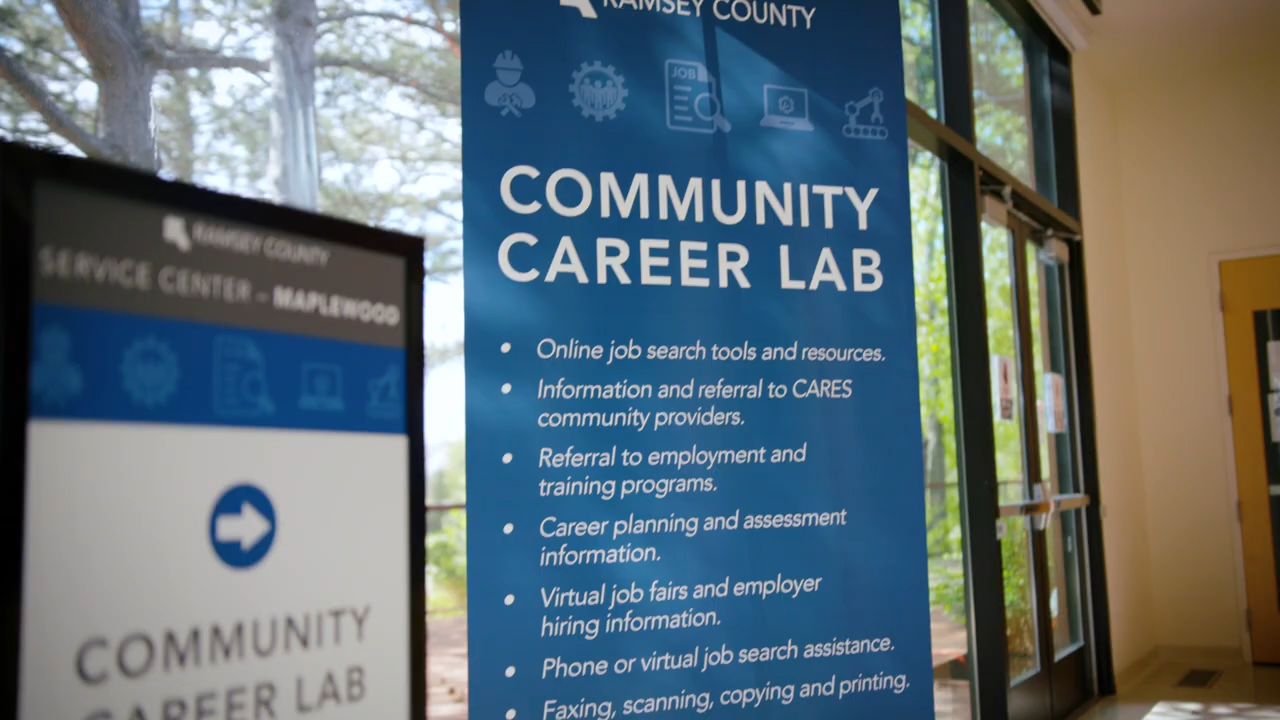 RAMSEY COUNTY
SERVICE CENTER – MAPLEWOOD
COMMUNITY
CAREER LAB
RAMSEY COUNTY
JOB
COMMUNITY
CAREER LAB
• Online job search tools and resources.
• Information and referral to CARES
community providers.
• Referral to employment and
training programs.
• Career planning and assessment
information.
• Virtual job fairs and employer
hiring information.
• Phone or virtual job search assistance.
• Faxing, scanning, copying and printing.